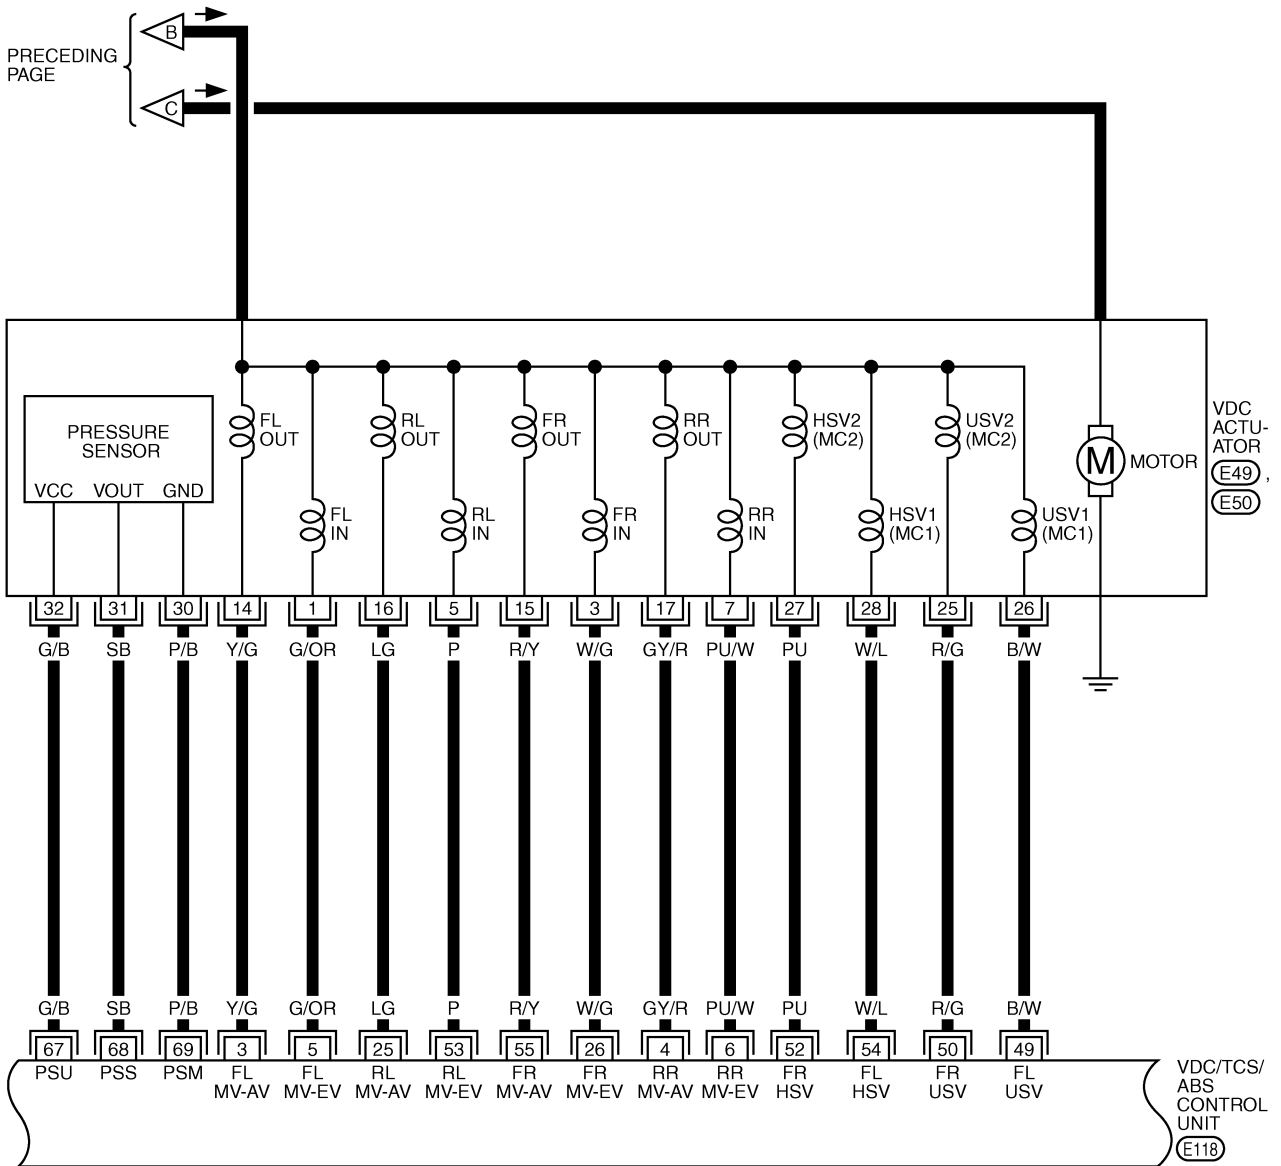 B
PRECEDING
PAGE
C
FL
OUT
RL
OUT
FR
OUT
RR
OUT
HSV2
(MC2)
USV2
(MC2)
PRESSURE
SENSOR
VCC VOUT GND
M MOTOR
VDC
ACTU-
ATOR
E49 ,
E50
FL
IN
RL
IN
FR
IN
RR
IN
HSV1
(MC1)
USV1
(MC1)
32 31 30 14 1 16 5 15 3 17 7 27 28 25 26
G/B SB P/B Y/G G/OR LG P R/Y W/G GY/R PU/W PU W/L R/G B/W
G/B SB P/B Y/G G/OR LG P R/Y W/G GY/R PU/W PU W/L R/G B/W
67 68 69 3 5 25 53 55 26 4 6 52 54 50 49
PSU PSS PSM FL FL RL RL FR FR RR RR FR FL FR FL
MV-AV MV-EV MV-AV MV-EV MV-AV MV-EV MV-AV MV-EV HSV HSV USV USV
VDC/TCS/
ABS
CONTROL
UNIT
E118